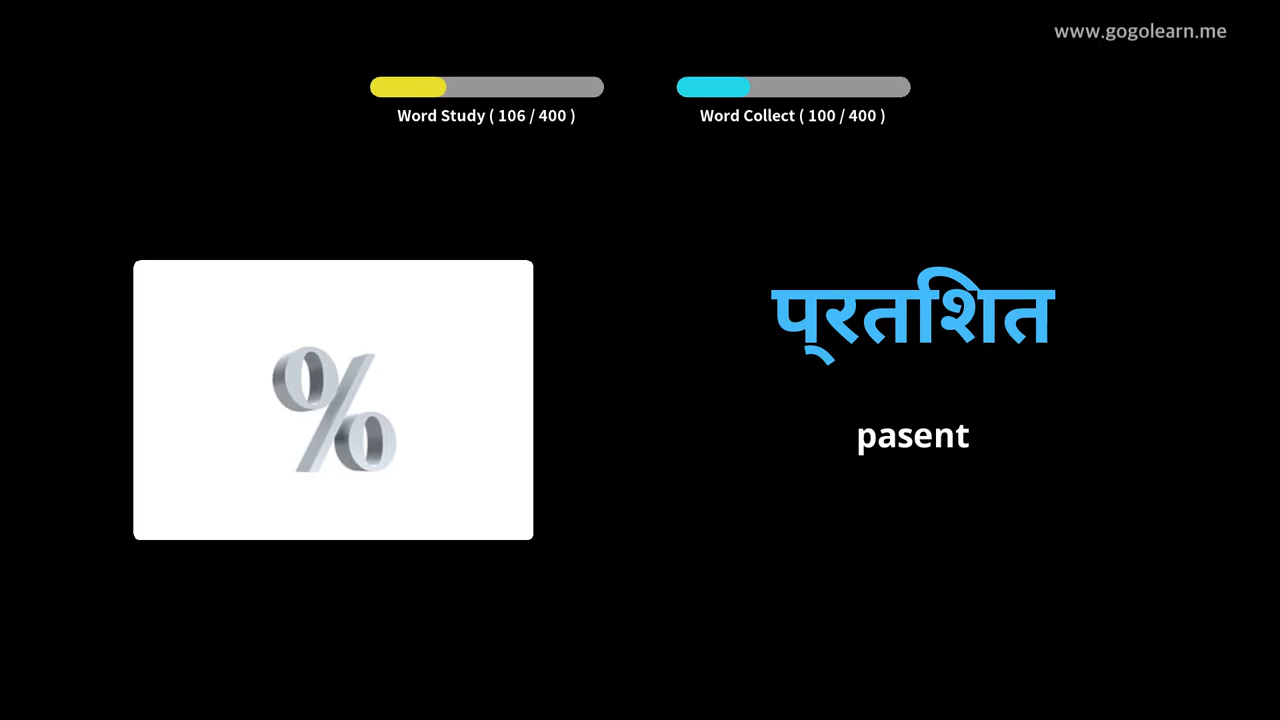 www.gogolearn.me
Word Study ( 106 / 400 )
Word Collect ( 100 / 400 )
%
प्रतिशत
pasent